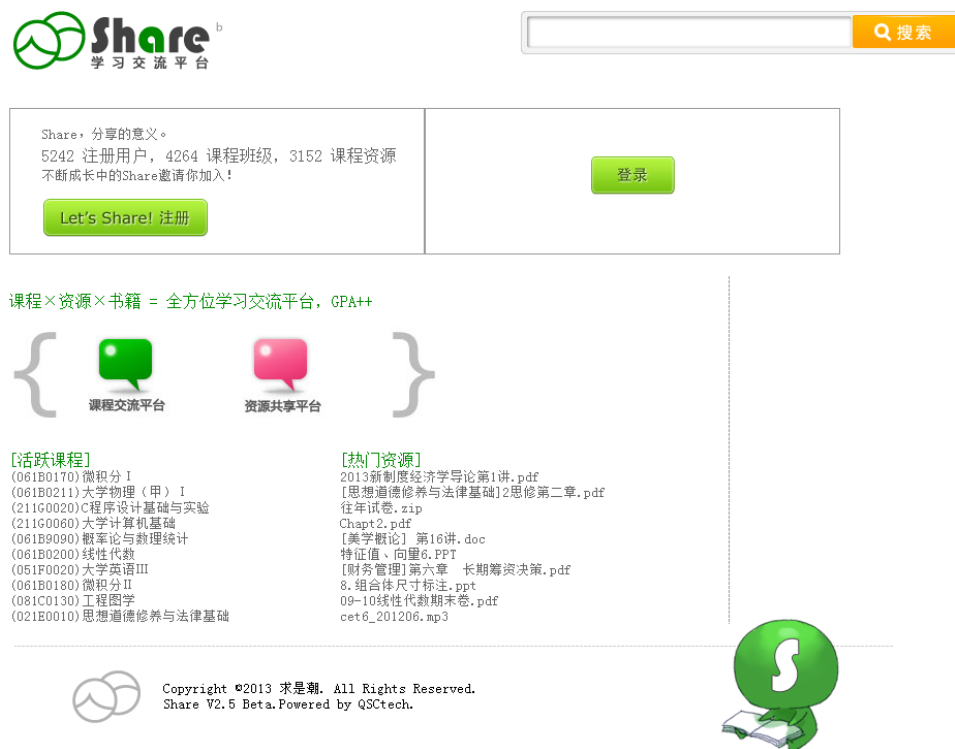 Share b
学习交流平台
搜索
Share，分享的意义。
5242 注册用户, 4264 课程班级, 3152 课程资源
不断成长中的Share邀请你加入!
Let's Share! 注册
登录
课程×资源×书籍 = 全方位学习交流平台, GPA++
{ }
课程交流平台
资源共享平台
[活跃课程]
(061B0170)微积分Ⅰ
(061B0211)大学物理（甲）Ⅰ
(211G0020)C程序设计基础与实验
(211G0060)大学计算机基础
(061B9090)概率论与数理统计
(061B0200)线性代数
(051F0020)大学英语Ⅲ
(061B0180)微积分Ⅱ
(081C0130)工程图学
(021E0010)思想道德修养与法律基础
[热门资源]
2013新制度经济学导论第1讲.pdf
[思想道德修养与法律基础]2思修第二章.pdf
往年试卷.zip
Chapt2.pdf
[美学概论] 第16讲.doc
特征值、向量6.PPT
[财务管理]第六章　长期筹资决策.pdf
8.组合体尺寸标注.ppt
09-10线性代数期末卷.pdf
cet6_201206.mp3
S
Copyright ©2013 求是潮. All Rights Reserved.
Share V2.5 Beta.Powered by QSCtech.